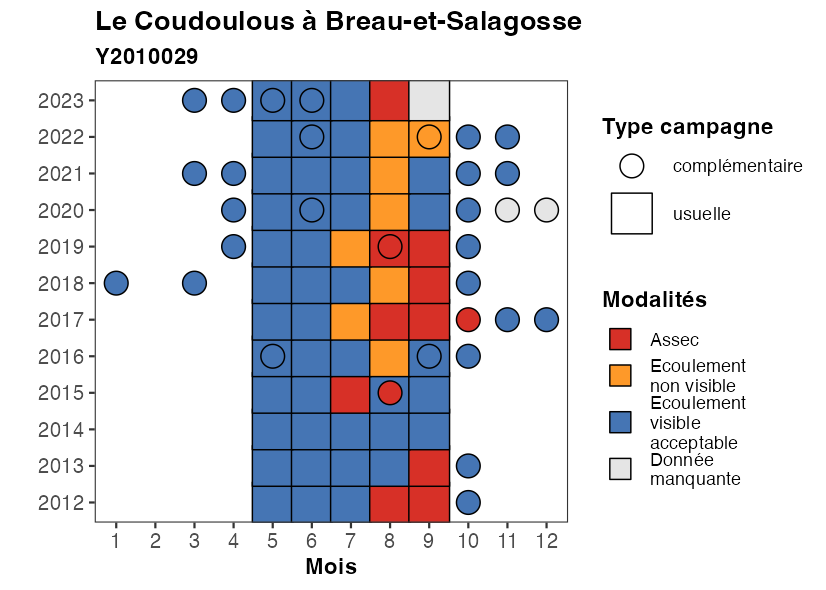 Le Coudoulous à Breau-et-Salagosse
Y2010029
2023
2022
2021
2020
2019
2018
2017
2016
2015
2014
2013
2012
1 2 3 4 5 6 7 8 9 10 11 12
Mois
Type campagne
complémentaire
usuelle
Modalités
Assec
Ecoulement
non visible
Ecoulement
visible
acceptable
Donnée
manquante